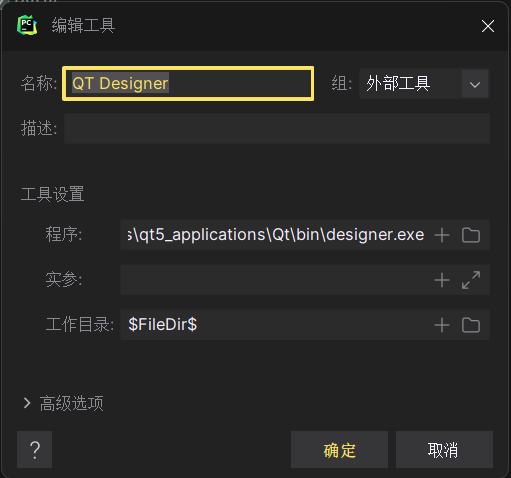 PC 编辑工具
名称: QT Designer 组: 外部工具
描述:
工具设置
程序: s\qt5_applications\Qt\bin\designer.exe
实参:
工作目录: $FileDir$
高级选项
? 确定 取消